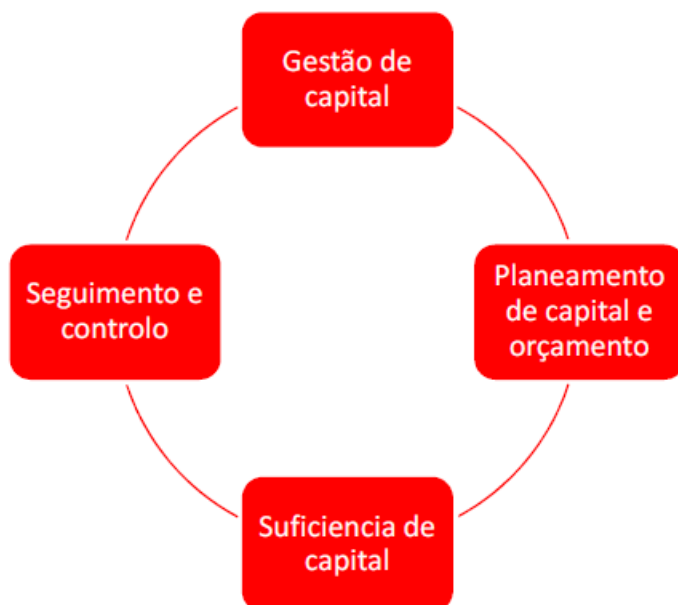 Gestão de
capital
Planeamento
de capital e
orçamento
Suficiencia de
capital
Seguimento e
controlo